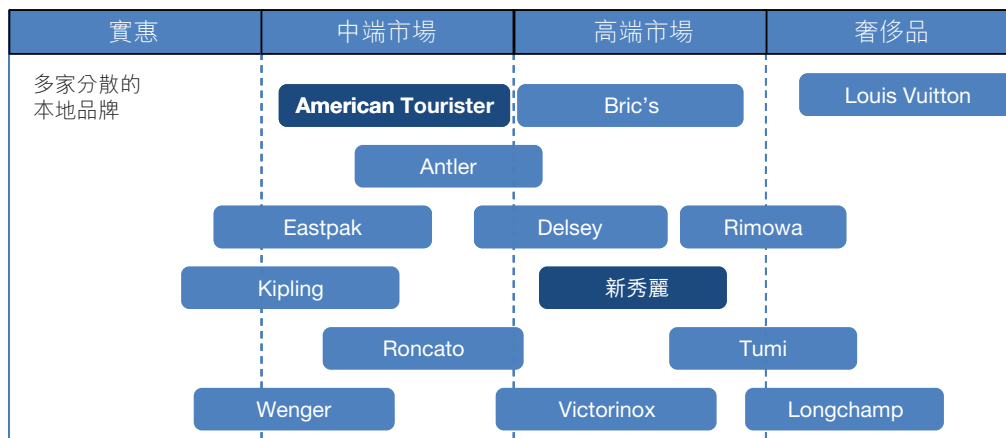 實惠
中端市場
高端市場
奢侈品
多家分散的
本地品牌
American Tourister
Bric's
Louis Vuitton
Antler
Eastpak
Delsey
Rimowa
Kipling
新秀麗
Roncato
Tumi
Wenger
Victorinox
Longchamp